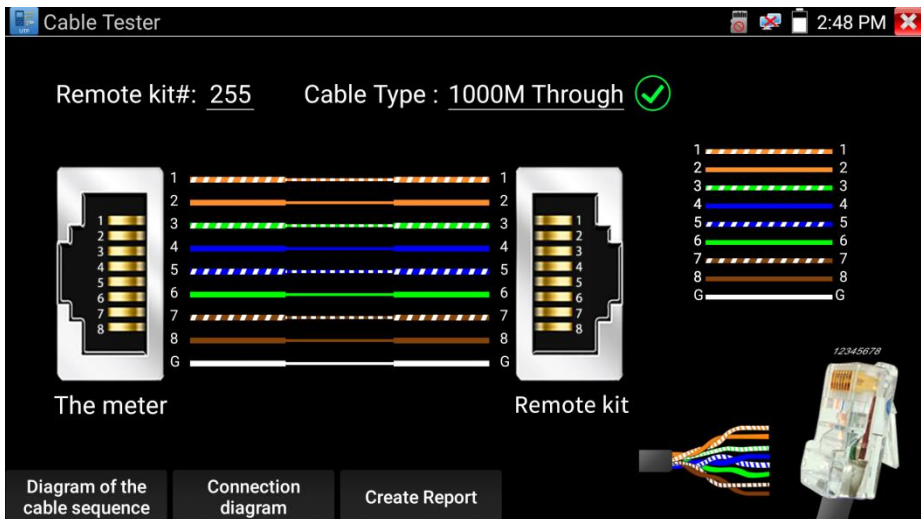 UTP
Cable Tester
2:48 PM
Remote kit#: 255 Cable Type : 1000M Through
1 1
2 2
3 3
4 4
5 5
6 6
7 7
8 8
G G
1
2
3
4
5
6
7
8
1
2
3
4
5
6
7
8
The meter
Remote kit
1 1
2 2
3 3
4 4
5 5
6 6
7 7
8 8
G G
12345678
Diagram of the
cable sequence
Connection
diagram
Create Report